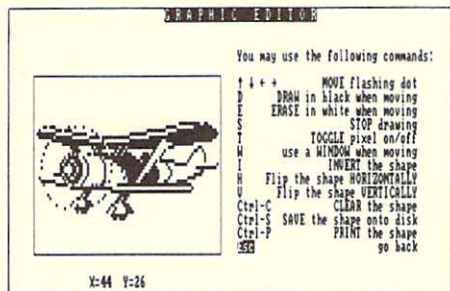 GRAPHIC EDITOR
You may use the following commands:
↑ ↓ ← → MOVE flashing dot
D DRAW in black when moving
E ERASE in white when moving
S STOP drawing
T TOGGLE pixel on/off
W use a WINDOW when moving
I INVERT the shape
H Flip the shape HORIZONTALLY
V Flip the shape VERTICALLY
Ctrl-C CLEAR the shape
Ctrl-S SAVE the shape onto disk
Ctrl-P PRINT the shape
ESC go back
X=44 Y=26